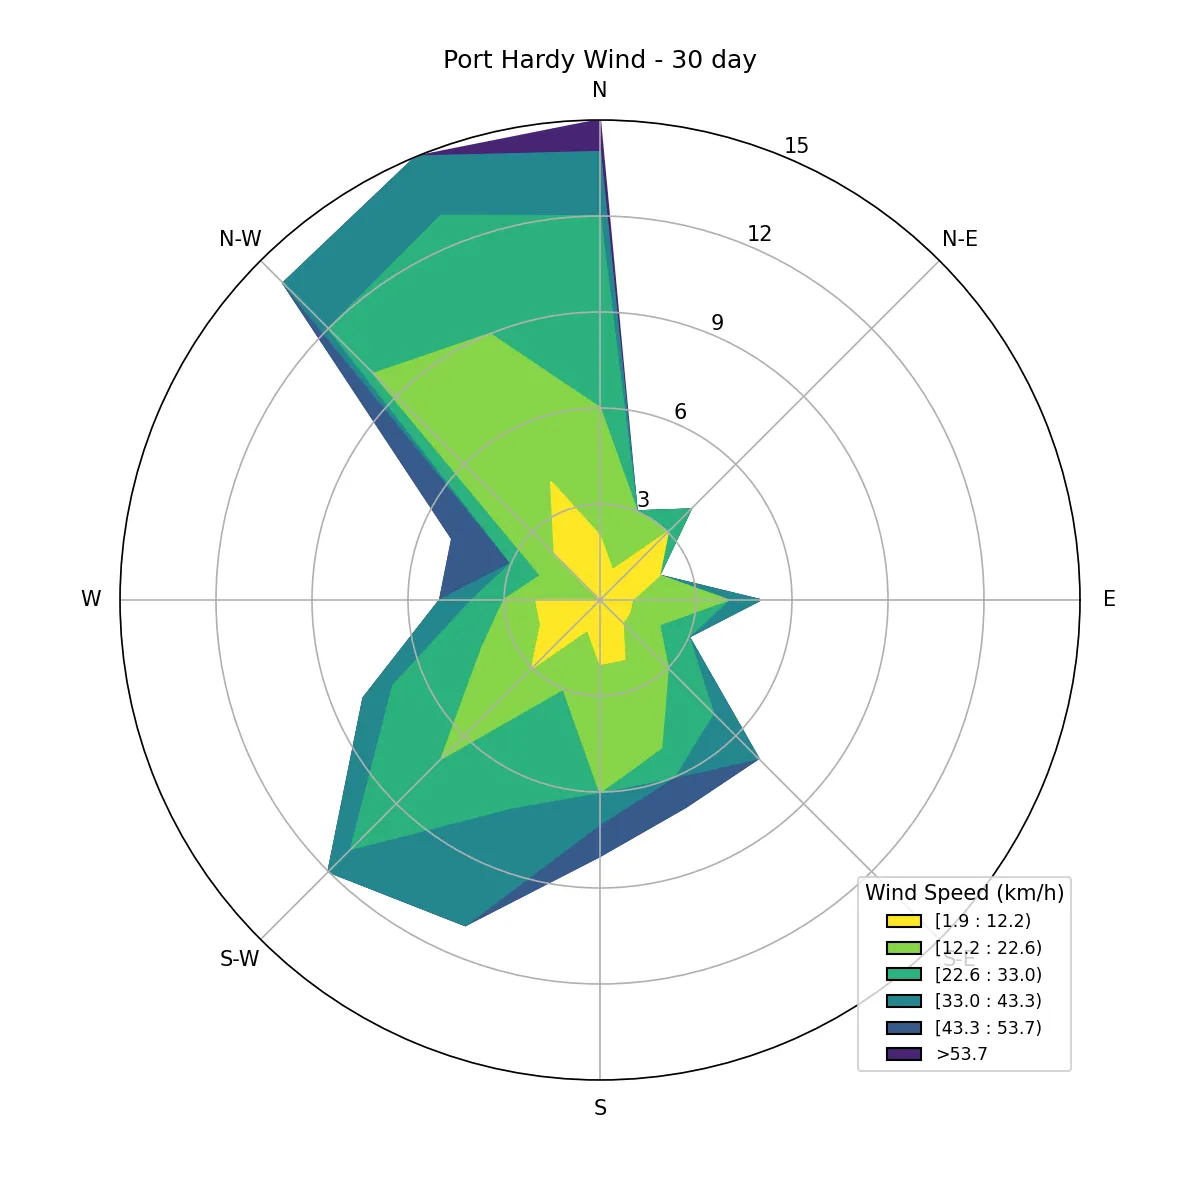 Port Hardy Wind - 30 day
N
15
N-W
12
N-E
9
6
3
W
E
Wind Speed (km/h)
[1.9 : 12.2)
[12.2 : 22.6)
S-W
S-E
[22.6 : 33.0)
[33.0 : 43.3)
[43.3 : 53.7)
>53.7
S